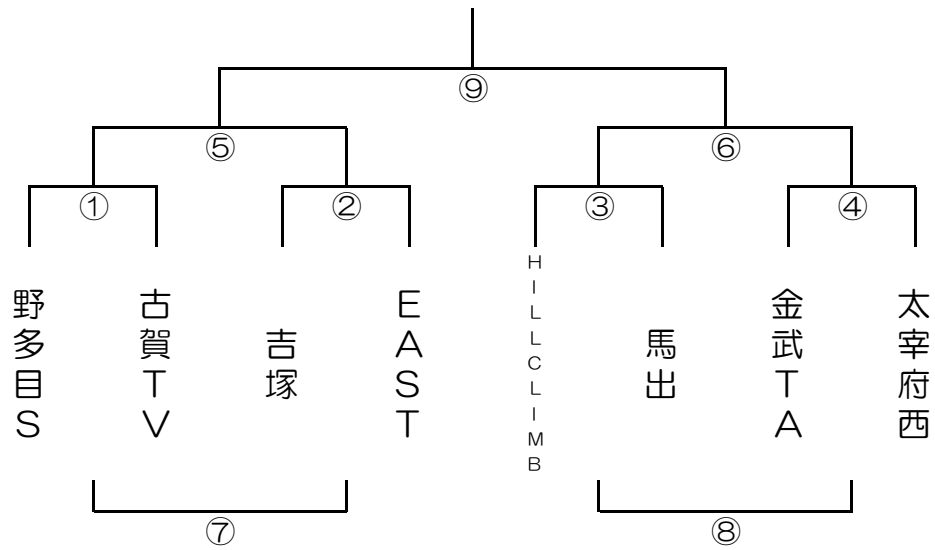 ⑨
⑤
⑥
①
②
③
④
野多目S
古賀TV
吉塚
EAST
HILLCLIMB
馬出
金武TA
太宰府西
⑦
⑧